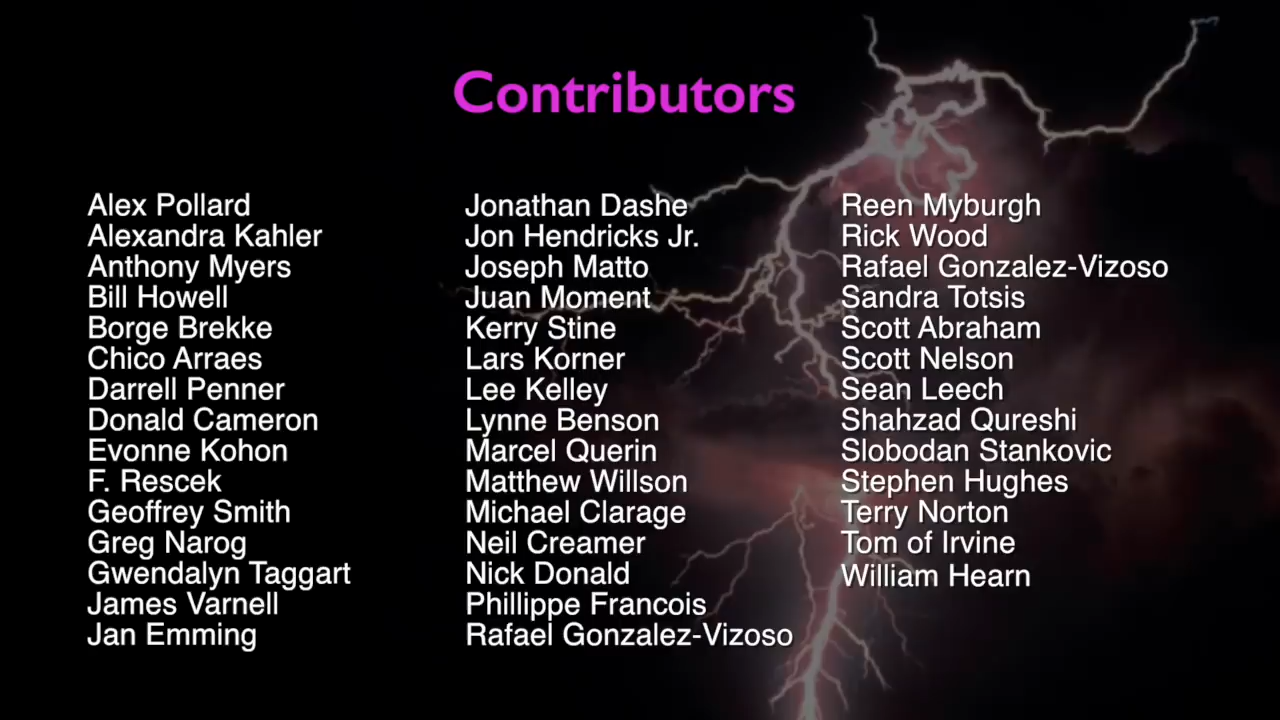 Contributors
Alex Pollard
Alexandra Kahler
Anthony Myers
Bill Howell
Borge Brekke
Chico Arraes
Darrell Penner
Donald Cameron
Evonne Kohon
F. Rescek
Geoffrey Smith
Greg Narog
Gwendalyn Taggart
James Varnell
Jan Emming
Jonathan Dashe
Jon Hendricks Jr.
Joseph Matto
Juan Moment
Kerry Stine
Lars Korner
Lee Kelley
Lynne Benson
Marcel Querin
Matthew Willson
Michael Clarage
Neil Creamer
Nick Donald
Phillippe Francois
Rafael Gonzalez-Vizoso
Reen Myburgh
Rick Wood
Rafael Gonzalez-Vizoso
Sandra Totsis
Scott Abraham
Scott Nelson
Sean Leech
Shahzad Qureshi
Slobodan Stankovic
Stephen Hughes
Terry Norton
Tom of Irvine
William Hearn